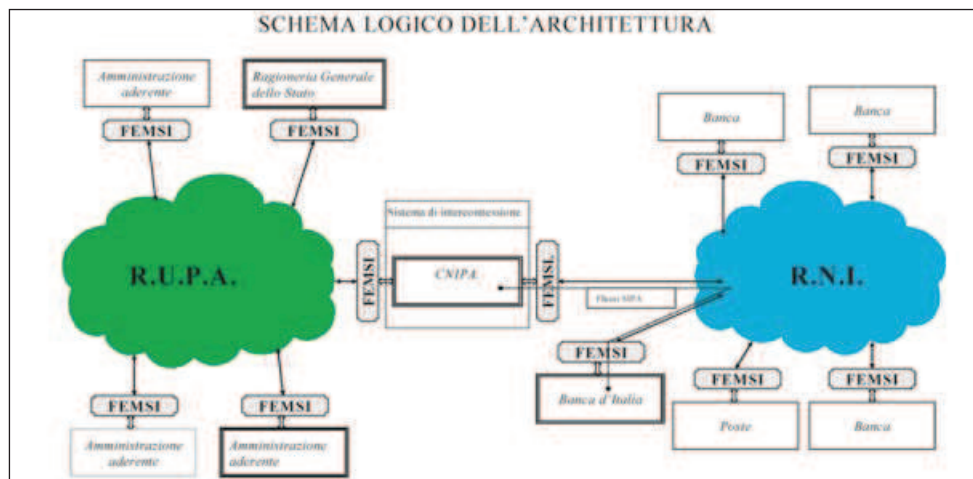 SCHEMA LOGICO DELL'ARCHITETTURA
Amministrazione
aderente
FEMSI
Ragioneria Generale
dello Stato
FEMSI
Banca
FEMSI
Banca
FEMSI
R.U.P.A.
FEMSI
Sistema di interconnessione
CNIPA
FEMSI
Flusso SIPA
R.N.I.
FEMSI
Banca d'Italia
FEMSI
Poste
FEMSI
Banca
FEMSI
Amministrazione
aderente
FEMSI
Amministrazione
aderente